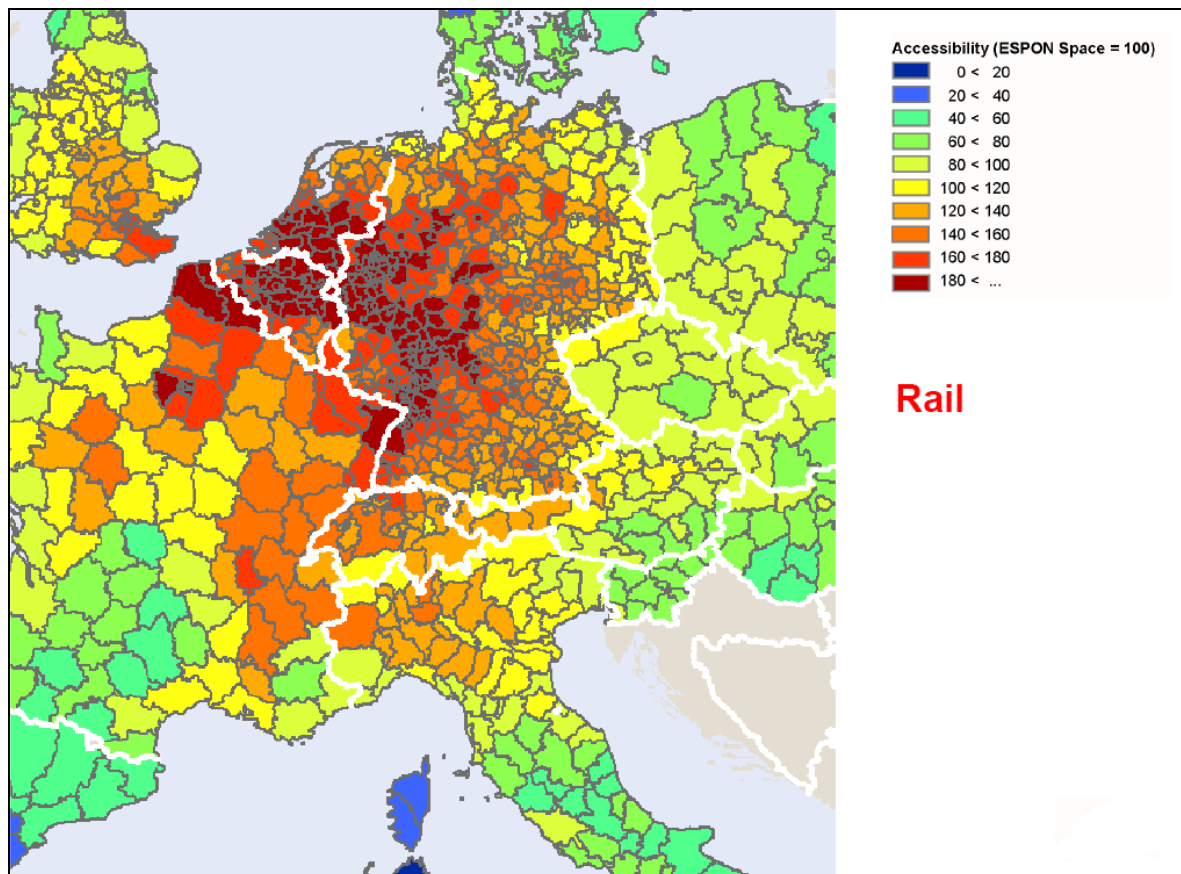 Accessibility (ESPON Space = 100)
0 < 20
20 < 40
40 < 60
60 < 80
80 < 100
100 < 120
120 < 140
140 < 160
160 < 180
180 < ...
Rail